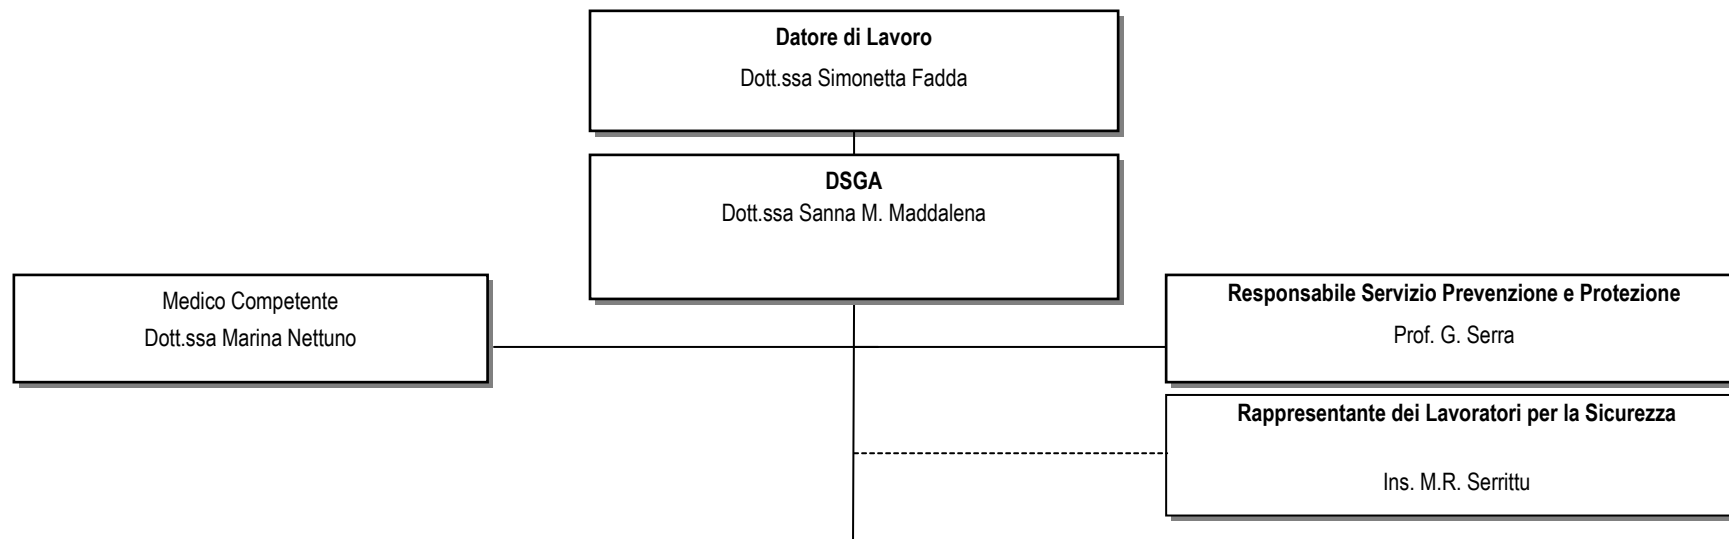 Datore di Lavoro
Dott.ssa Simonetta Fadda
DSGA
Dott.ssa Sanna M. Maddalena
Medico Competente
Dott.ssa Marina Nettuno
Responsabile Servizio Prevenzione e Protezione
Prof. G. Serra
Rappresentante dei Lavoratori per la Sicurezza
Ins. M.R. Serrittu